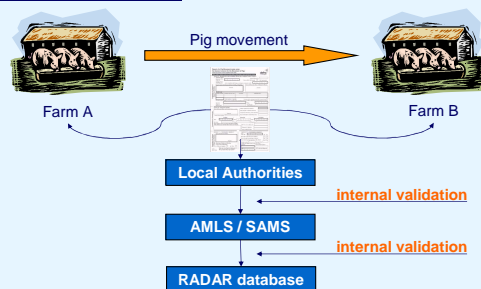 Pig movement
Farm A
Farm B
Local Authorities
internal validation
AMLS / SAMS
internal validation
RADAR database